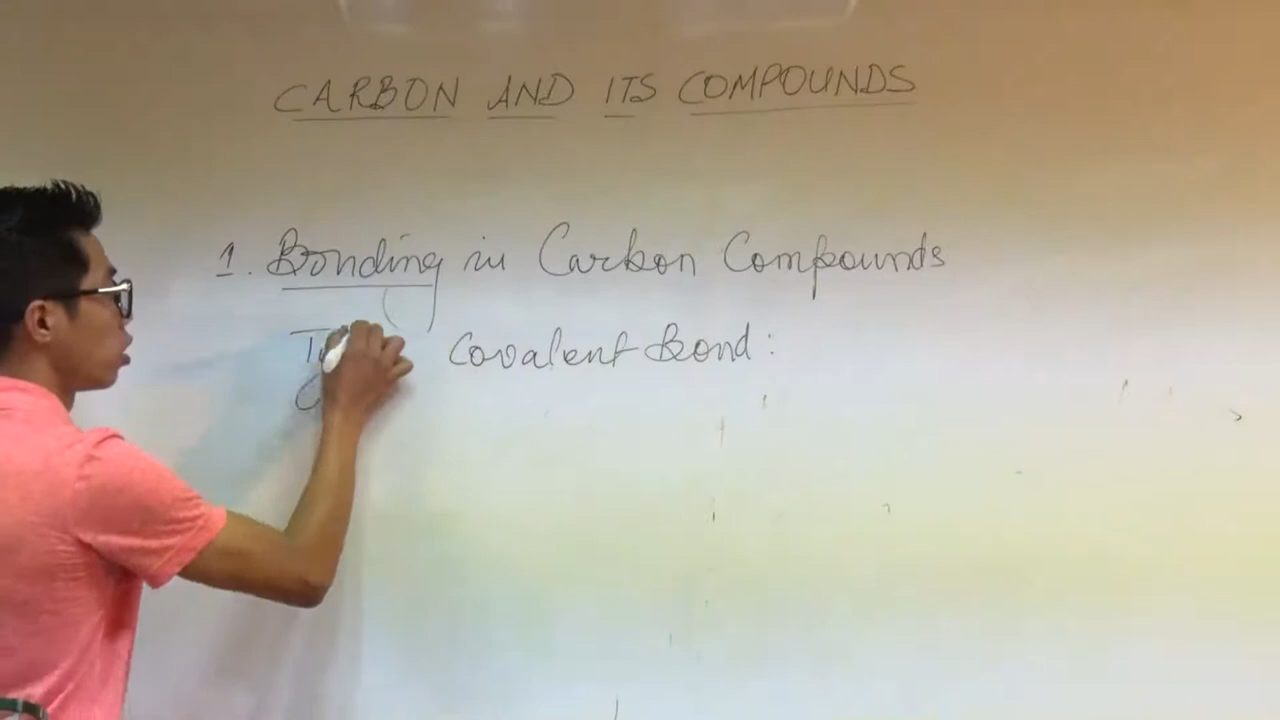 CARBON AND ITS COMPOUNDS
1. Bonding in Carbon Compounds
Covalent Bond: